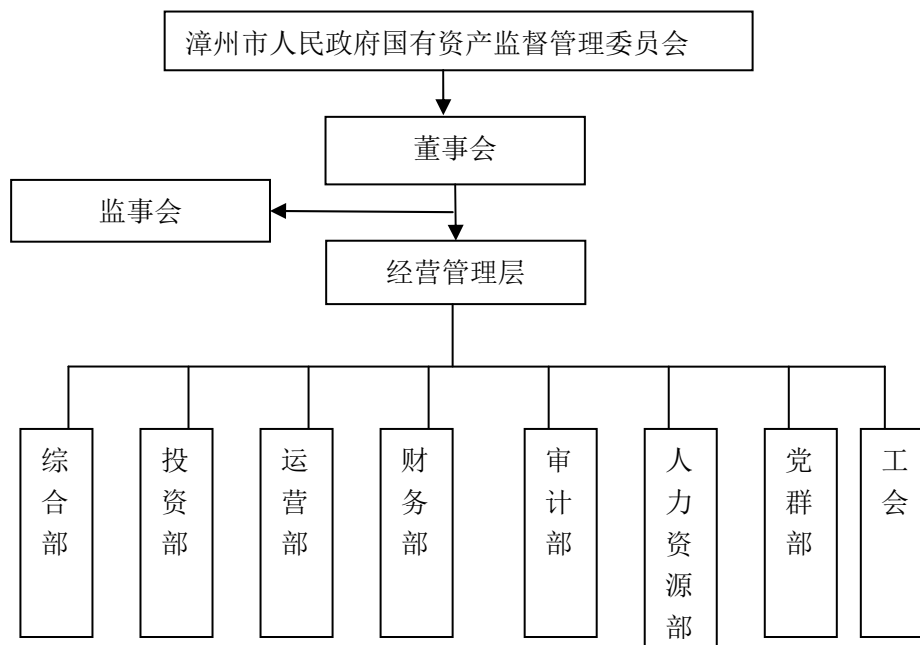 漳州市人民政府国有资产监督管理委员会
董事会
监事会
经营管理层
综合部
投资部
运营部
财务部
审计部
人力资源部
党群部
工会